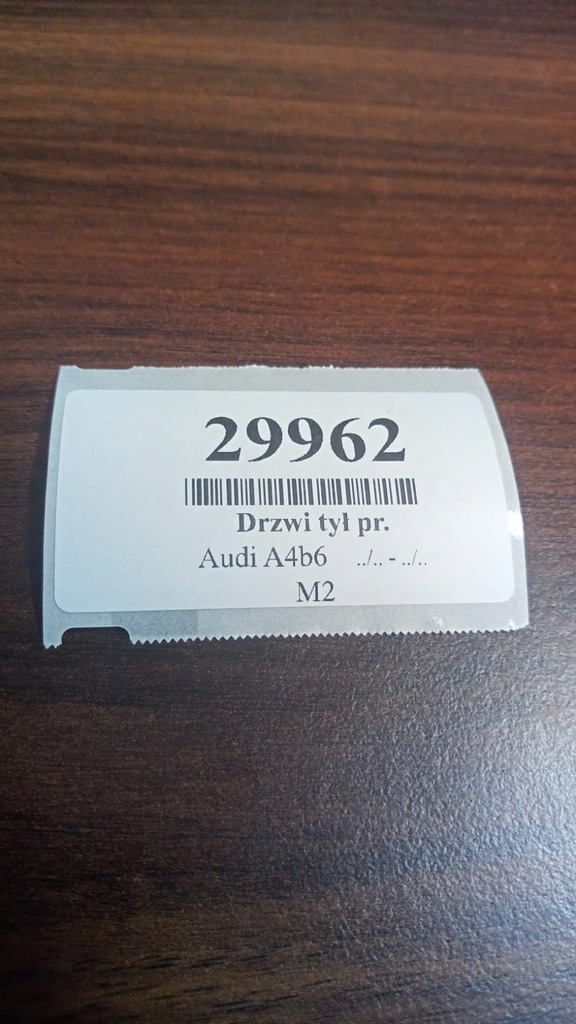 29962
Drzwi tył pr.
Audi A4b6 ../.. - ../..
M2